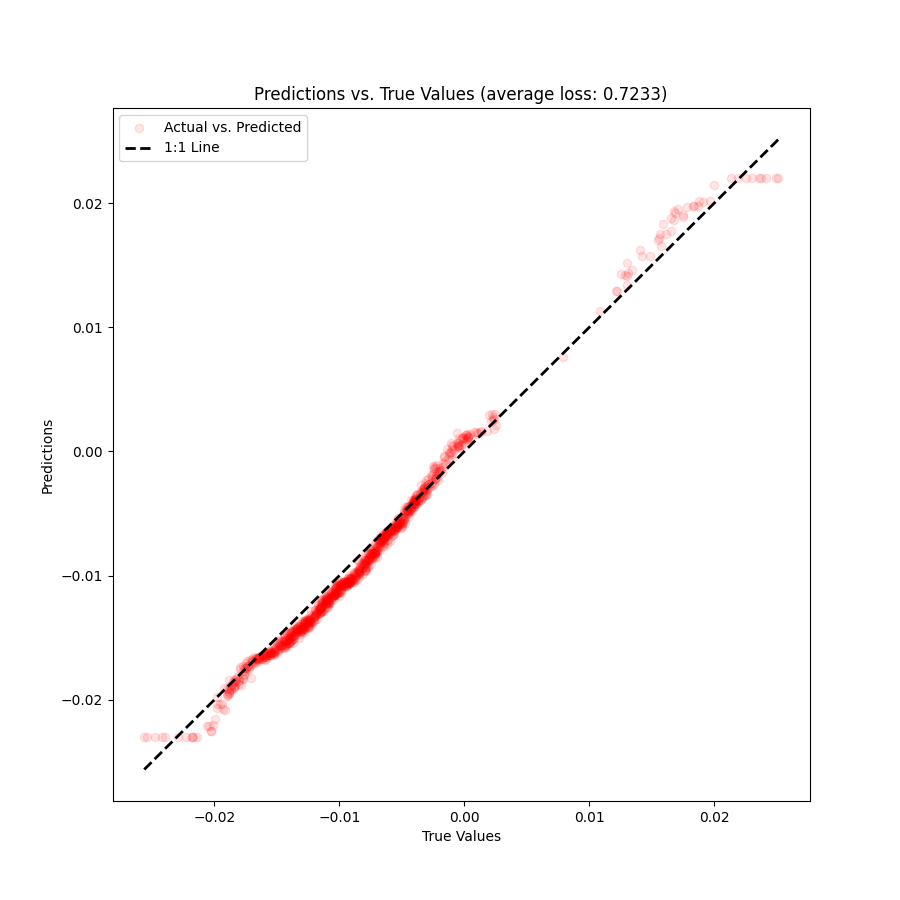 Predictions vs. True Values (average loss: 0.7233)
Actual vs. Predicted
1:1 Line
0.02
0.01
0.00
−0.01
−0.02
Predictions
−0.02 −0.01 0.00 0.01 0.02
True Values